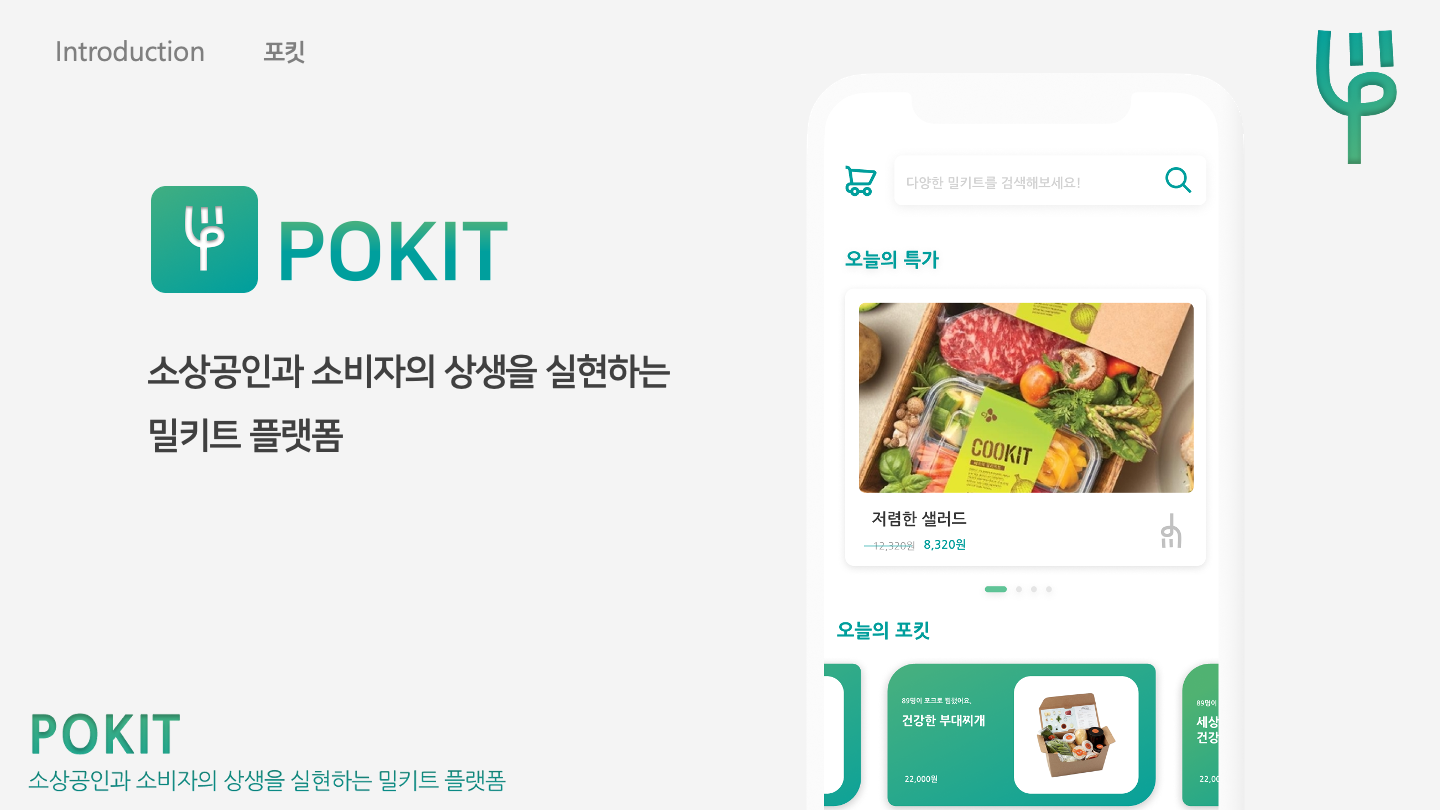 Introduction 포킷
POKIT
소상공인과 소비자의 상생을 실현하는
밀키트 플랫폼
다양한 밀키트를 검색해보세요!
오늘의 특가
COOKIT
저렴한 샐러드
12,320원 8,320원
오늘의 포킷
89명이 포크로 찜했어요.
건강한 부대찌개
22,000원
89명이
세상
건강
22,00
POKIT
소상공인과 소비자의 상생을 실현하는 밀키트 플랫폼